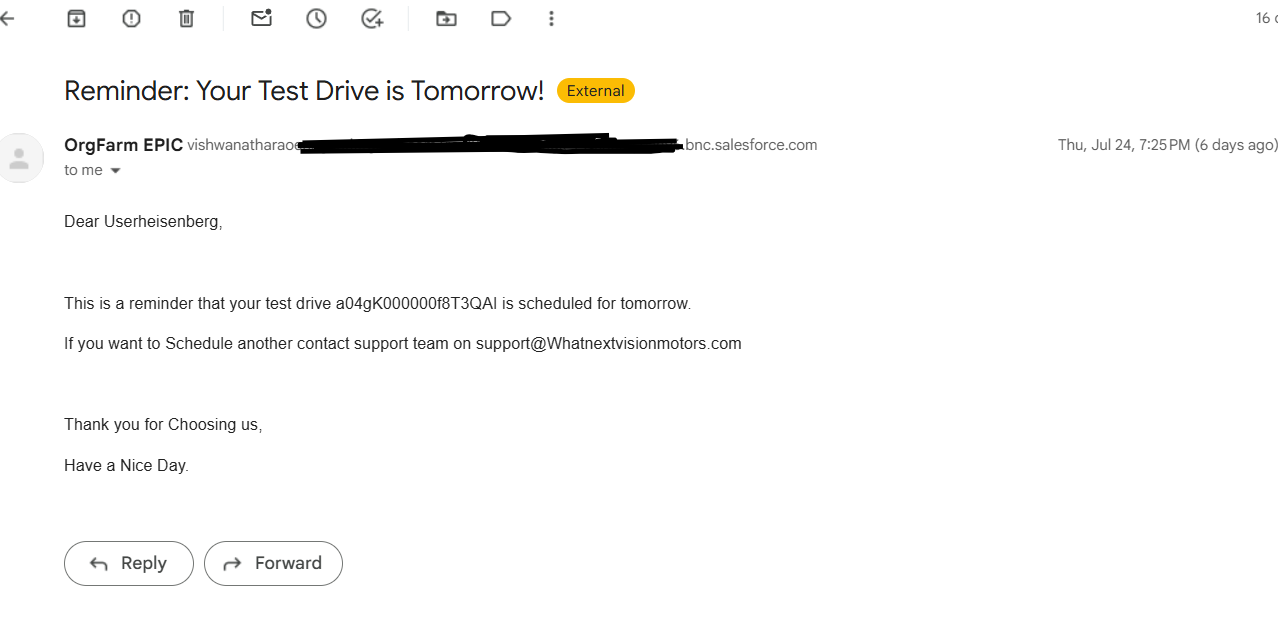 16
Reminder: Your Test Drive is Tomorrow! External
OrgFarm EPIC bnc.salesforce.com Thu, Jul 24, 7:25 PM (6 days ago)
to me
Dear Userheisenberg,
This is a reminder that your test drive a04gK000000f8T3QAI is scheduled for tomorrow.
If you want to Schedule another contact support team on support@Whatnextvisionmotors.com
Thank you for Choosing us,
Have a Nice Day.
Reply Forward